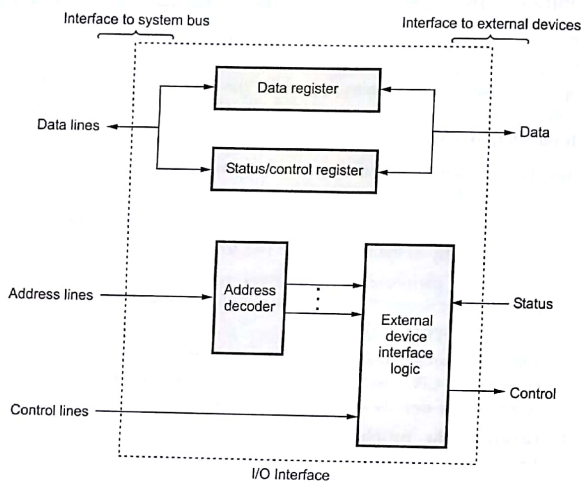 Interface to system bus
Interface to external devices
Data register
Data lines
Data
Status/control register
Address lines
Address
decoder
External
device
interface
logic
Status
Control
Control lines
I/O Interface